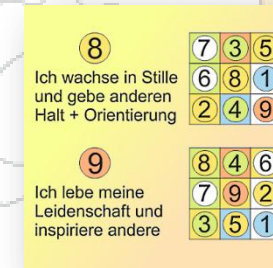 8
Ich wachse in Stille
und gebe anderen
Halt + Orientierung
7 3 5
6 8 1
2 4 9
9
Ich lebe meine
Leidenschaft und
inspiriere andere
8 4 6
7 9 2
3 5 1